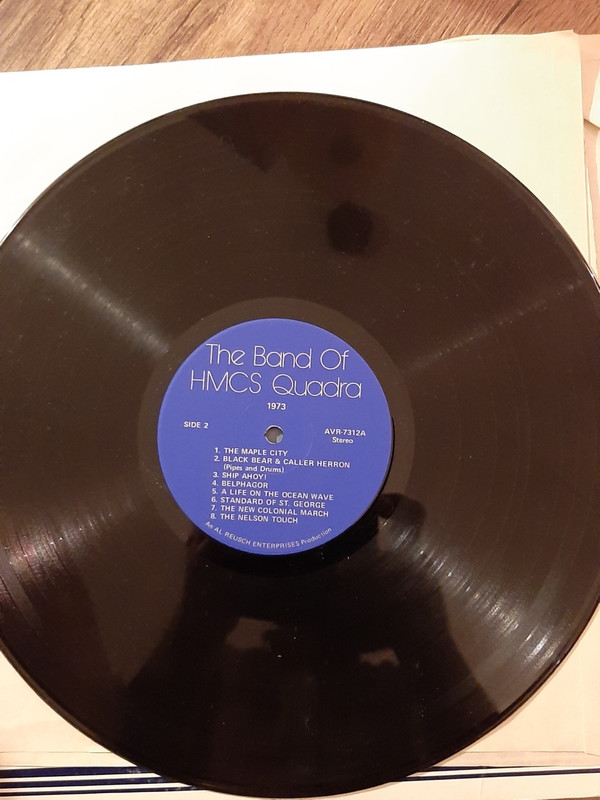 The Band Of
HMCS Quadra
1973
SIDE 2
AVR-7312A
Stereo
1. THE MAPLE CITY
2. BLACK BEAR & CALLER HERRON
(Pipes and Drums)
3. SHIP AHOY!
4. BELPHAGOR
5. A LIFE ON THE OCEAN WAVE
6. STANDARD OF ST. GEORGE
7. THE NEW COLONIAL MARCH
8. THE NELSON TOUCH
An AL REUSCH ENTERPRISES Production